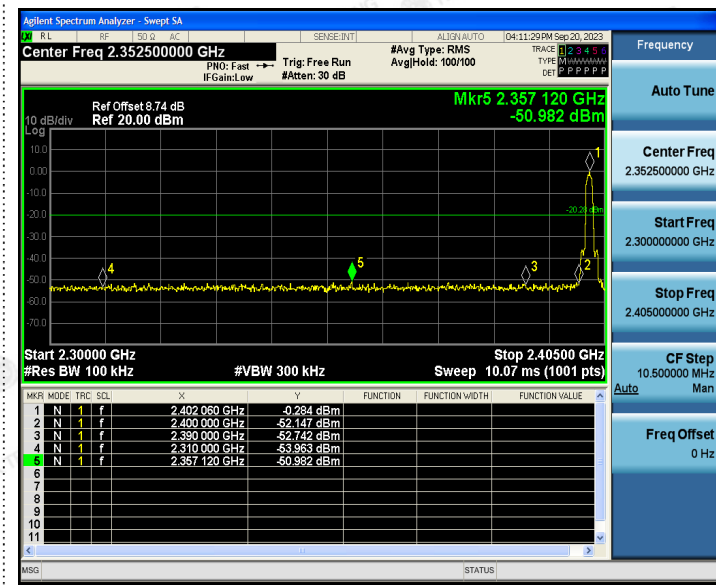 Agilent Spectrum Analyzer - Swept SA
LXI RL RF 50 Ω AC SENSE:INT ALIGN AUTO 04:11:29 PM Sep 20, 2023
Center Freq 2.352500000 GHz
#Avg Type: RMS
TRACE 1 2 3 4 5 6
PNO: Fast Trig: Free Run Avg|Hold: 100/100
TYPE M
IFGain:Low #Atten: 30 dB
DET P P P P P P
Mkr5 2.357 120 GHz
-50.982 dBm
Ref Offset 8.74 dB
10 dB/div Ref 20.00 dBm
Log
10.0
0.00
-10.0
-20.0
-30.0
-40.0
-50.0
-60.0
-70.0
1
-20.28 dBm
4
5
3
2
Start 2.30000 GHz Stop 2.40500 GHz
#Res BW 100 kHz #VBW 300 kHz Sweep 10.07 ms (1001 pts)
MKR MODE TRC SCL X Y FUNCTION FUNCTION WIDTH FUNCTION VALUE
1 N 1 f 2.402 060 GHz -0.284 dBm
2 N 1 f 2.400 000 GHz -52.147 dBm
3 N 1 f 2.390 000 GHz -52.742 dBm
4 N 1 f 2.310 000 GHz -53.963 dBm
5 N 1 f 2.357 120 GHz -50.982 dBm
6
7
8
9
10
11
MSG STATUS
Frequency
Auto Tune
Center Freq
2.352500000 GHz
Start Freq
2.300000000 GHz
Stop Freq
2.405000000 GHz
CF Step
10.500000 MHz
Auto Man
Freq Offset
0 Hz